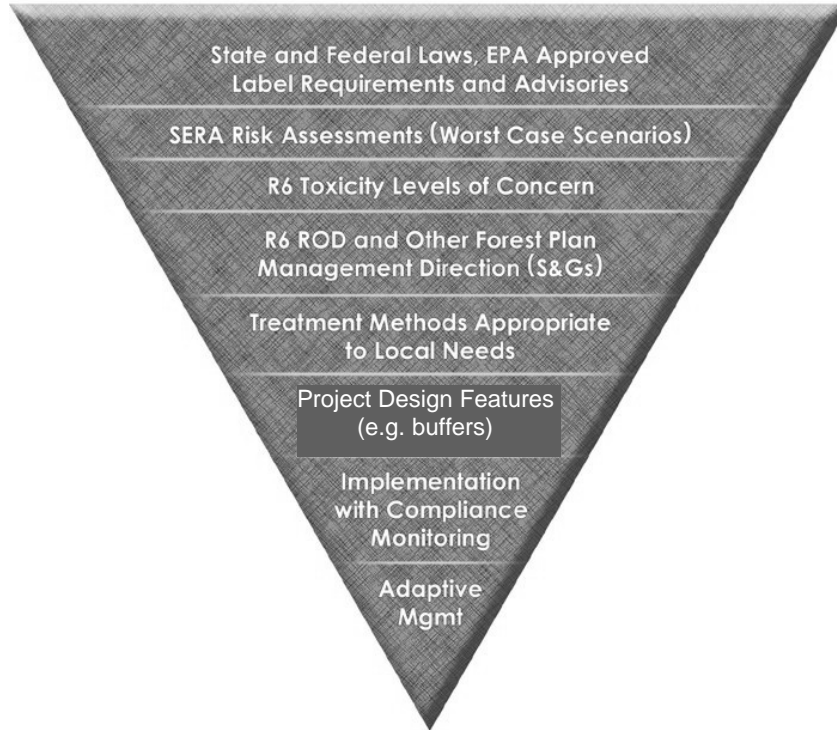 State and Federal Laws, EPA Approved
Label Requirements and Advisories
SERA Risk Assessments (Worst Case Scenarios)
R6 Toxicity Levels of Concern
R6 ROD and Other Forest Plan
Management Direction (S&Gs)
Treatment Methods Appropriate
to Local Needs
Project Design Features
(e.g. buffers)
Implementation
with Compliance
Monitoring
Adaptive
Mgmt